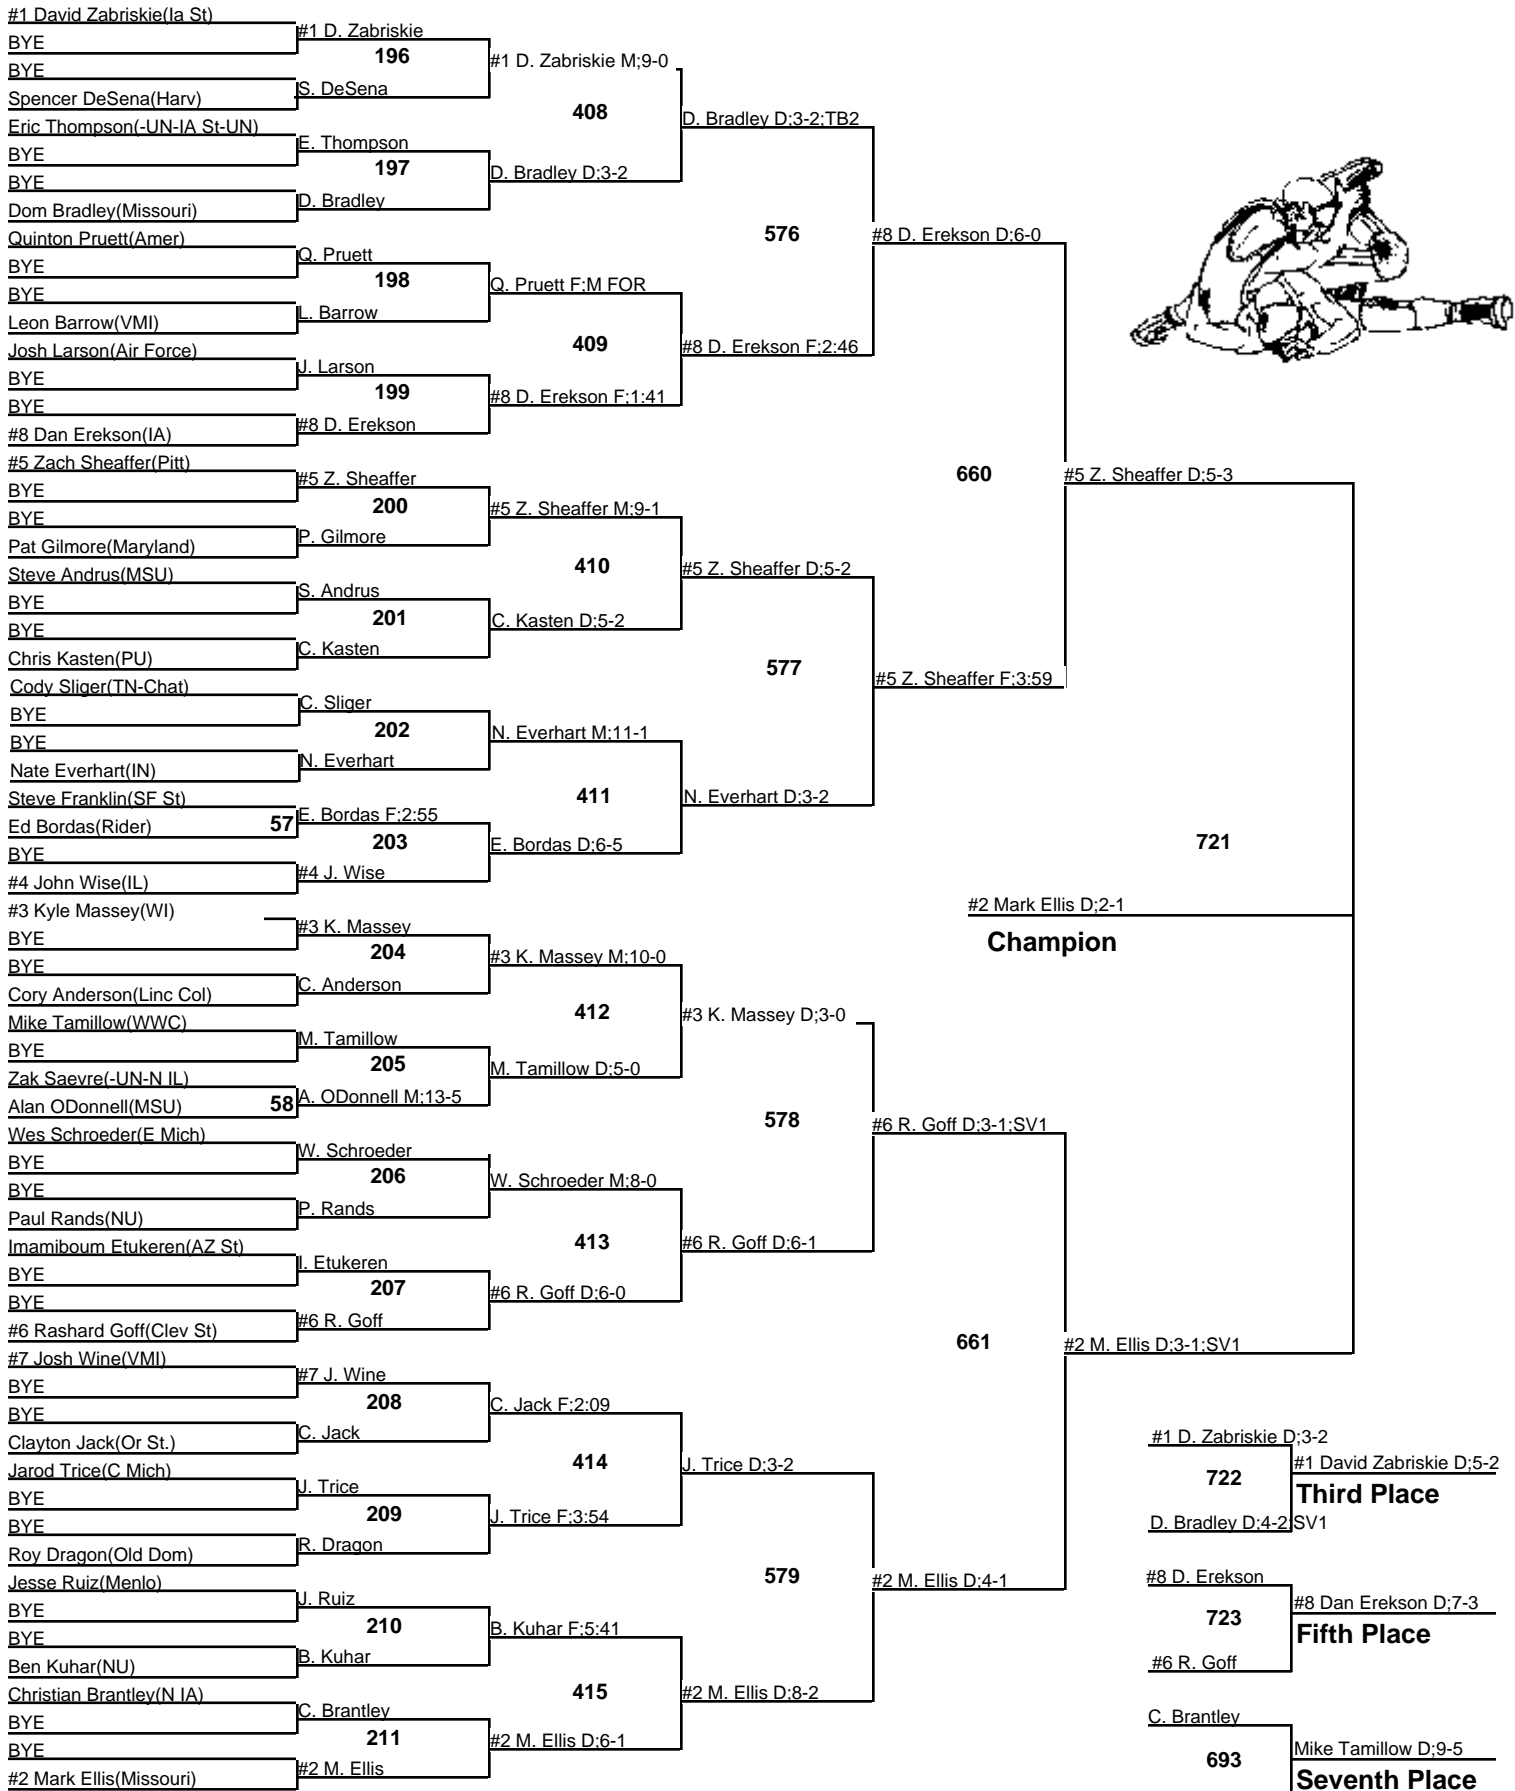 #1 David Zabriskie(Ia St)
BYE
BYE
Spencer DeSena(Harv)
Eric Thompson(-UN-IA St-UN)
BYE
BYE
Dom Bradley(Missouri)
Quinton Pruett(Amer)
BYE
BYE
Leon Barrow(VMI)
Josh Larson(Air Force)
BYE
BYE
#8 Dan Erekson(IA)
#5 Zach Sheaffer(Pitt)
BYE
BYE
Pat Gilmore(Maryland)
Steve Andrus(MSU)
BYE
BYE
Chris Kasten(PU)
Cody Sliger(TN-Chat)
BYE
BYE
Nate Everhart(IN)
Steve Franklin(SF St)
57
Ed Bordas(Rider)
BYE
#4 John Wise(IL)
#3 Kyle Massey(WI)
BYE
BYE
Cory Anderson(Linc Col)
Mike Tamillow(WWC)
BYE
Zak Saevre(-UN-N IL)
58
Alan ODonnell(MSU)
Wes Schroeder(E Mich)
BYE
BYE
Paul Rands(NU)
Imamiboum Etukeren(AZ St)
BYE
BYE
#6 Rashard Goff(Clev St)
#7 Josh Wine(VMI)
BYE
BYE
Clayton Jack(Or St.)
Jarod Trice(C Mich)
BYE
BYE
Roy Dragon(Old Dom)
Jesse Ruiz(Menlo)
BYE
BYE
Ben Kuhar(NU)
Christian Brantley(N IA)
BYE
BYE
#2 Mark Ellis(Missouri)
#1 D. Zabriskie
196
S. DeSena
E. Thompson
197
D. Bradley
Q. Pruett
198
L. Barrow
J. Larson
199
#8 D. Erekson
#5 Z. Sheaffer
200
P. Gilmore
S. Andrus
201
C. Kasten
C. Sliger
202
N. Everhart
E. Bordas F;2:55
203
#4 J. Wise
#3 K. Massey
204
C. Anderson
M. Tamillow
205
A. ODonnell M;13-5
W. Schroeder
206
P. Rands
I. Etukeren
207
#6 R. Goff
#7 J. Wine
208
C. Jack
J. Trice
209
R. Dragon
J. Ruiz
210
B. Kuhar
C. Brantley
211
#2 M. Ellis
#1 D. Zabriskie M;9-0
408
D. Bradley D;3-2
Q. Pruett F;M FOR
409
#8 D. Erekson F;1:41
#5 Z. Sheaffer M;9-1
410
C. Kasten D;5-2
N. Everhart M;11-1
411
E. Bordas D;6-5
#3 K. Massey M;10-0
412
M. Tamillow D;5-0
W. Schroeder M;8-0
413
#6 R. Goff D;6-0
C. Jack F;2:09
414
J. Trice F;3:54
B. Kuhar F;5:41
415
#2 M. Ellis D;6-1
D. Bradley D;3-2;TB2
576
#8 D. Erekson F;2:46
#5 Z. Sheaffer D;5-2
577
N. Everhart D;3-2
#3 K. Massey D;3-0
578
#6 R. Goff D;6-1
J. Trice D;3-2
579
#2 M. Ellis D;8-2
#8 D. Erekson D;6-0
660
#5 Z. Sheaffer F;3:59
#6 R. Goff D;3-1;SV1
661
#2 M. Ellis D;4-1
#5 Z. Sheaffer D;5-3
721
#2 M. Ellis D;3-1;SV1
#2 Mark Ellis D;2-1
Champion
#1 D. Zabriskie D;3-2
722
D. Bradley D;4-2;SV1
#1 David Zabriskie D;5-2
Third Place
#8 D. Erekson
723
#6 R. Goff
#8 Dan Erekson D;7-3
Fifth Place
C. Brantley
693
Mike Tamillow D;9-5
Seventh Place